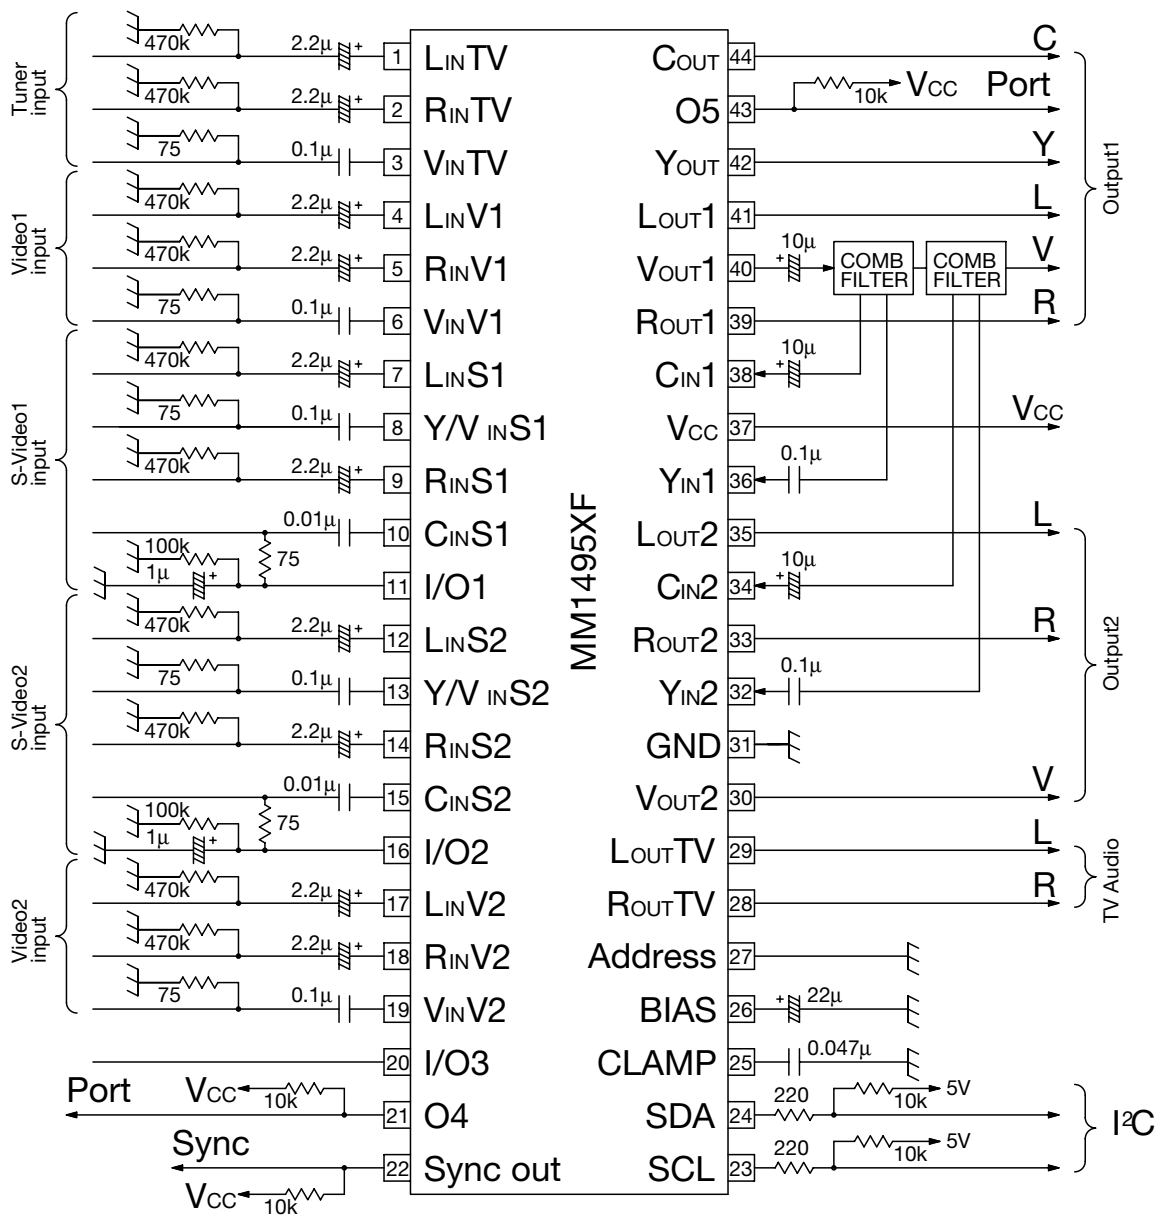 Tuner
input
470k
2.2μ
+
1
LINTV
470k
2.2μ
+
2
RINTV
75
0.1μ
3
VINTV
Video1
input
470k
2.2μ
+
4
LINV1
470k
2.2μ
+
5
RINV1
75
0.1μ
6
VINV1
S-Video1
input
470k
2.2μ
+
7
LINS1
75
0.1μ
8
Y/V INS1
470k
2.2μ
+
9
RINS1
0.01μ
10
CINS1
100k
75
1μ
+
11
I/O1
S-Video2
input
470k
2.2μ
+
12
LINS2
75
0.1μ
13
Y/V INS2
470k
2.2μ
+
14
RINS2
0.01μ
15
CINS2
100k
75
1μ
+
16
I/O2
Video2
input
470k
2.2μ
+
17
LINV2
470k
2.2μ
+
18
RINV2
75
0.1μ
19
VINV2
20
I/O3
Port
VCC
10k
21
O4
Sync
22
Sync out
VCC
10k
MM1495XF
COUT
44
C
O5
43
10k
VCC
Port
YOUT
42
Y
LOUT1
41
L
VOUT1
40
10μ
+
COMB
FILTER
COMB
FILTER
V
ROUT1
39
R
Output1
CIN1
38
10μ
+
VCC
37
VCC
YIN1
36
0.1μ
LOUT2
35
L
CIN2
34
10μ
+
ROUT2
33
R
YIN2
32
0.1μ
GND
31
VOUT2
30
V
Output2
LOUTTV
29
L
ROUTTV
28
R
TV Audio
Address
27
BIAS
26
+
22μ
CLAMP
25
0.047μ
SDA
24
220
10k
5V
SCL
23
220
10k
5V
I²C